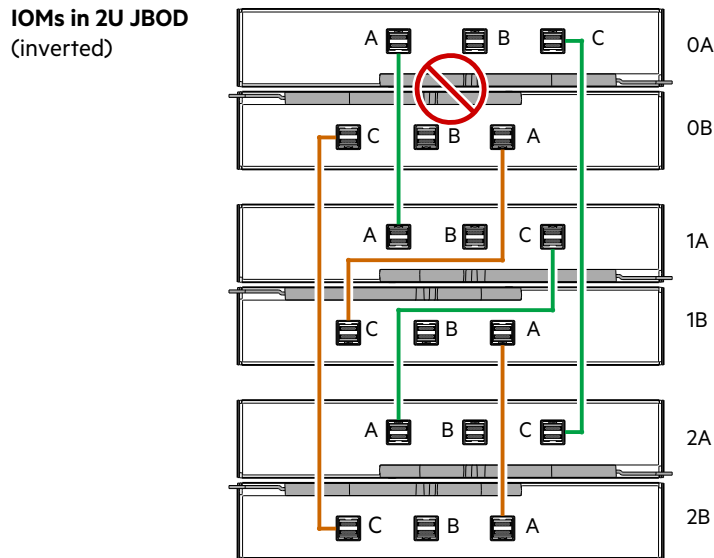 IOMs in 2U JBOD
(inverted)
A B C 0A
C B A 0B
A B C 1A
C B A 1B
A B C 2A
C B A 2B